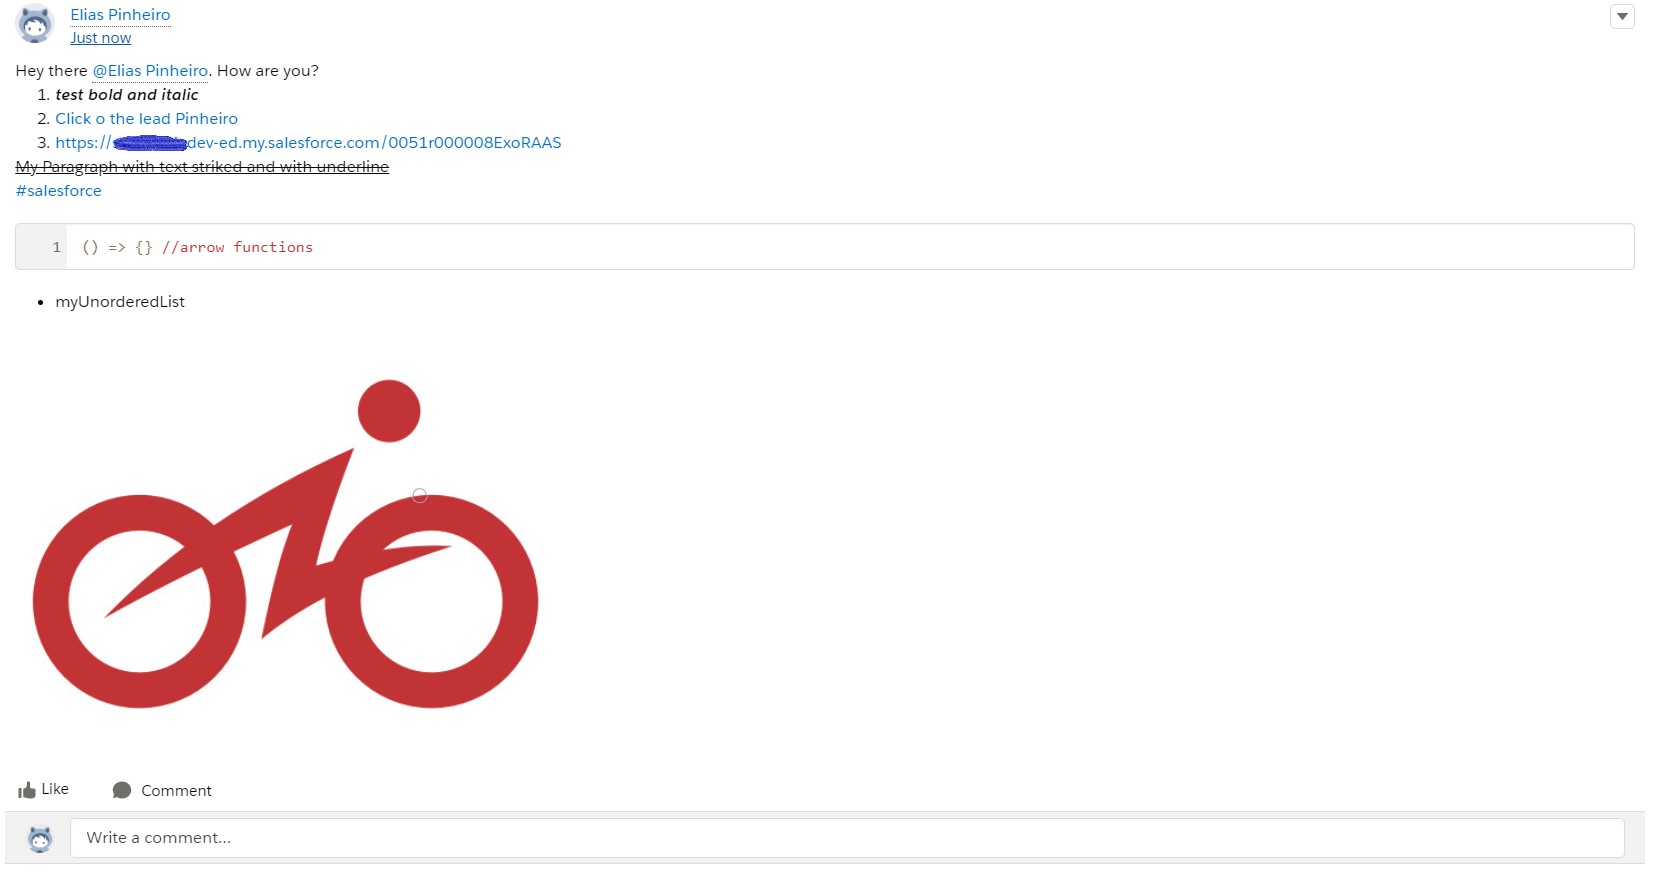 Elias Pinheiro
Just now
Hey there @Elias Pinheiro. How are you?
1. test bold and italic
2. Click o the lead Pinheiro
3. https:// dev-ed.my.salesforce.com/0051r000008ExoRAAS
My Paragraph with text striked and with underline
#salesforce
1 () => {} //arrow functions
• myUnorderedList
Like Comment
Write a comment...